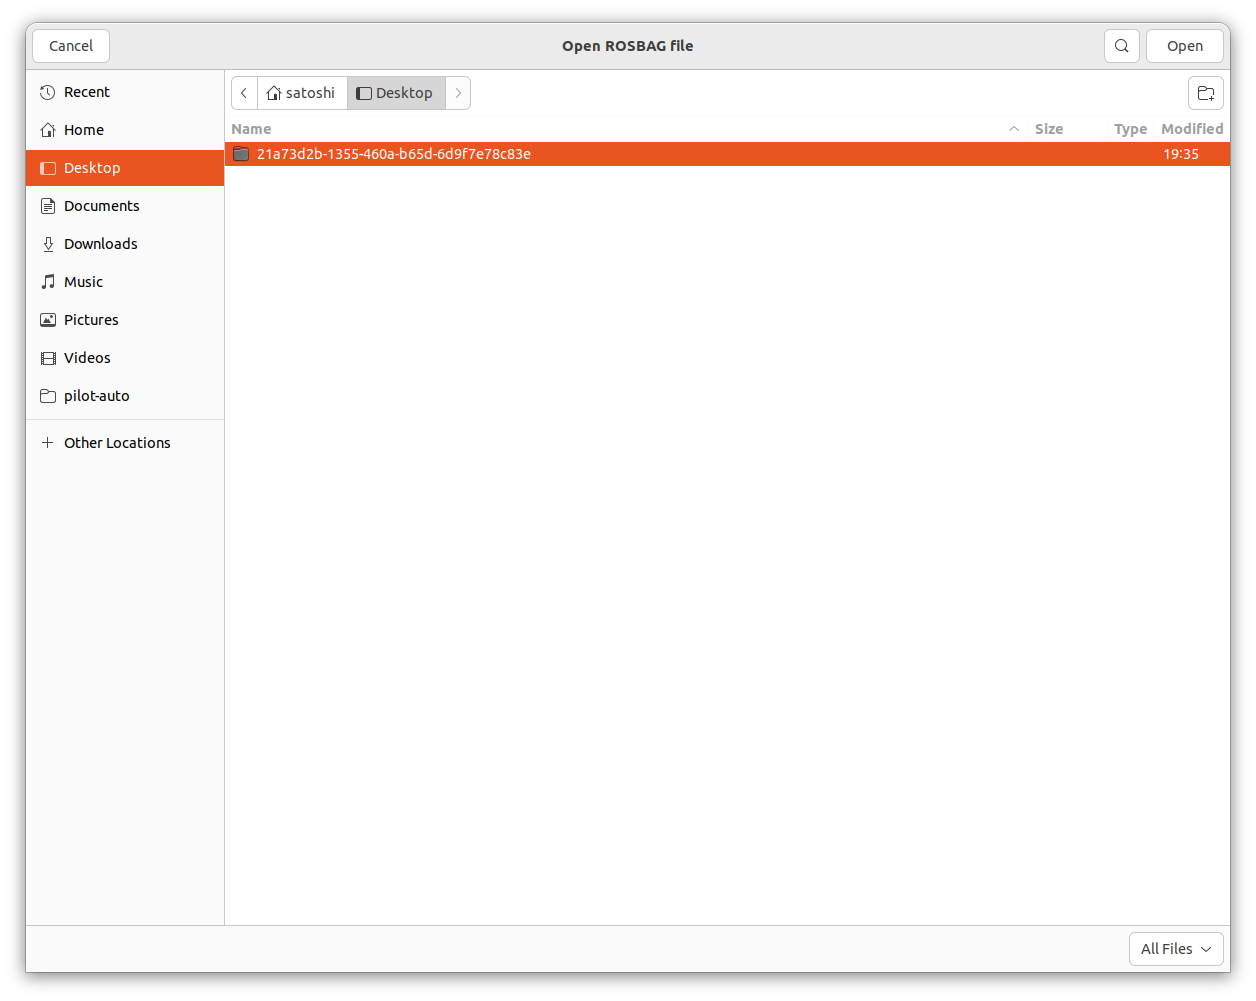 Cancel
Open ROSBAG file
Open
Recent
Home
Desktop
Documents
Downloads
Music
Pictures
Videos
pilot-auto
Other Locations
satoshi
Desktop
Name
Size
Type
Modified
21a73d2b-1355-460a-b65d-6d9f7e78c83e
19:35
All Files